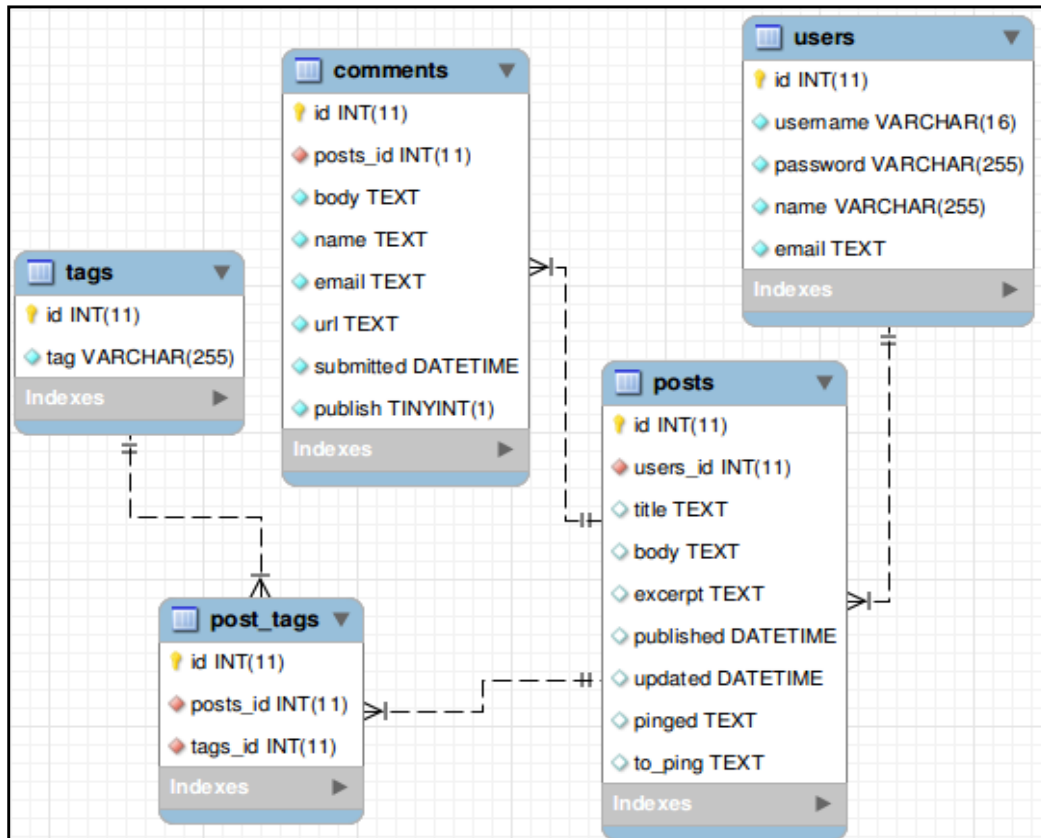 comments
id INT(11)
posts_id INT(11)
body TEXT
name TEXT
email TEXT
url TEXT
submitted DATETIME
publish TINYINT(1)
Indexes
users
id INT(11)
username VARCHAR(16)
password VARCHAR(255)
name VARCHAR(255)
email TEXT
Indexes
tags
id INT(11)
tag VARCHAR(255)
Indexes
posts
id INT(11)
users_id INT(11)
title TEXT
body TEXT
excerpt TEXT
published DATETIME
updated DATETIME
pinged TEXT
to_ping TEXT
Indexes
post_tags
id INT(11)
posts_id INT(11)
tags_id INT(11)
Indexes